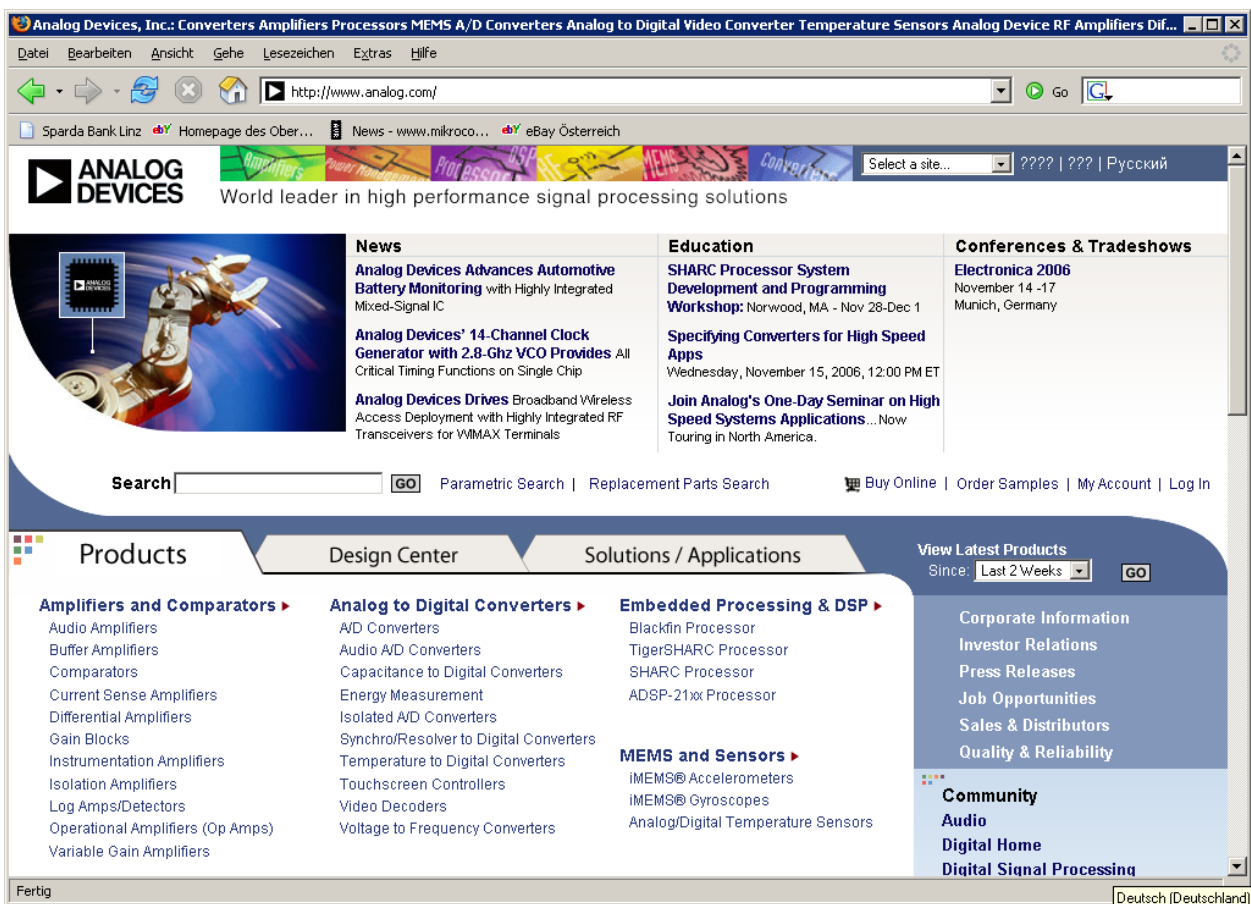 Analog Devices, Inc.: Converters Amplifiers Processors MEMS A/D Converters Analog to Digital Video Converter Temperature Sensors Analog Device RF Amplifiers Dif...
Datei Bearbeiten Ansicht Gehe Lesezeichen Extras Hilfe
http://www.analog.com/ Go G
Sparda Bank Linz ebY Homepage des Ober... News - www.mikroco... ebY eBay Österreich
Amplifiers Power Management Processors DSP RF MEMS Converters Select a site... ???? | ??? | Русский
ANALOG
DEVICES
World leader in high performance signal processing solutions
ANALOG
DEVICES
News
Analog Devices Advances Automotive
Battery Monitoring with Highly Integrated
Mixed-Signal IC
Analog Devices' 14-Channel Clock
Generator with 2.8-Ghz VCO Provides All
Critical Timing Functions on Single Chip
Analog Devices Drives Broadband Wireless
Access Deployment with Highly Integrated RF
Transceivers for WIMAX Terminals
Education
SHARC Processor System
Development and Programming
Workshop: Norwood, MA - Nov 28-Dec 1
Specifying Converters for High Speed
Apps
Wednesday, November 15, 2006, 12:00 PM ET
Join Analog's One-Day Seminar on High
Speed Systems Applications...Now
Touring in North America.
Conferences & Tradeshows
Electronica 2006
November 14 -17
Munich, Germany
Search GO Parametric Search | Replacement Parts Search Buy Online | Order Samples | My Account | Log In
Products Design Center Solutions / Applications
View Latest Products
Since: Last 2 Weeks GO
Amplifiers and Comparators
Audio Amplifiers
Buffer Amplifiers
Comparators
Current Sense Amplifiers
Differential Amplifiers
Gain Blocks
Instrumentation Amplifiers
Isolation Amplifiers
Log Amps/Detectors
Operational Amplifiers (Op Amps)
Variable Gain Amplifiers
Analog to Digital Converters
A/D Converters
Audio A/D Converters
Capacitance to Digital Converters
Energy Measurement
Isolated A/D Converters
Synchro/Resolver to Digital Converters
Temperature to Digital Converters
Touchscreen Controllers
Video Decoders
Voltage to Frequency Converters
Embedded Processing & DSP
Blackfin Processor
TigerSHARC Processor
SHARC Processor
ADSP-21xx Processor
MEMS and Sensors
iMEMS® Accelerometers
iMEMS® Gyroscopes
Analog/Digital Temperature Sensors
Corporate Information
Investor Relations
Press Releases
Job Opportunities
Sales & Distributors
Quality & Reliability
Community
Audio
Digital Home
Digital Signal Processing
Fertig
Deutsch (Deutschland)